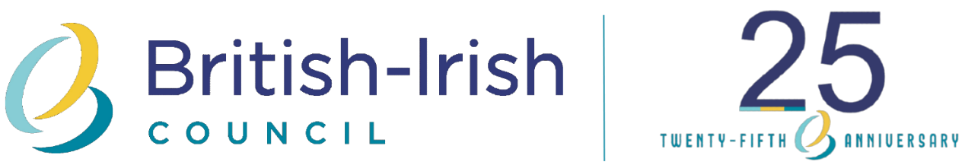 British-Irish
COUNCIL
25
TWENTY-FIFTH ANNIVERSARY